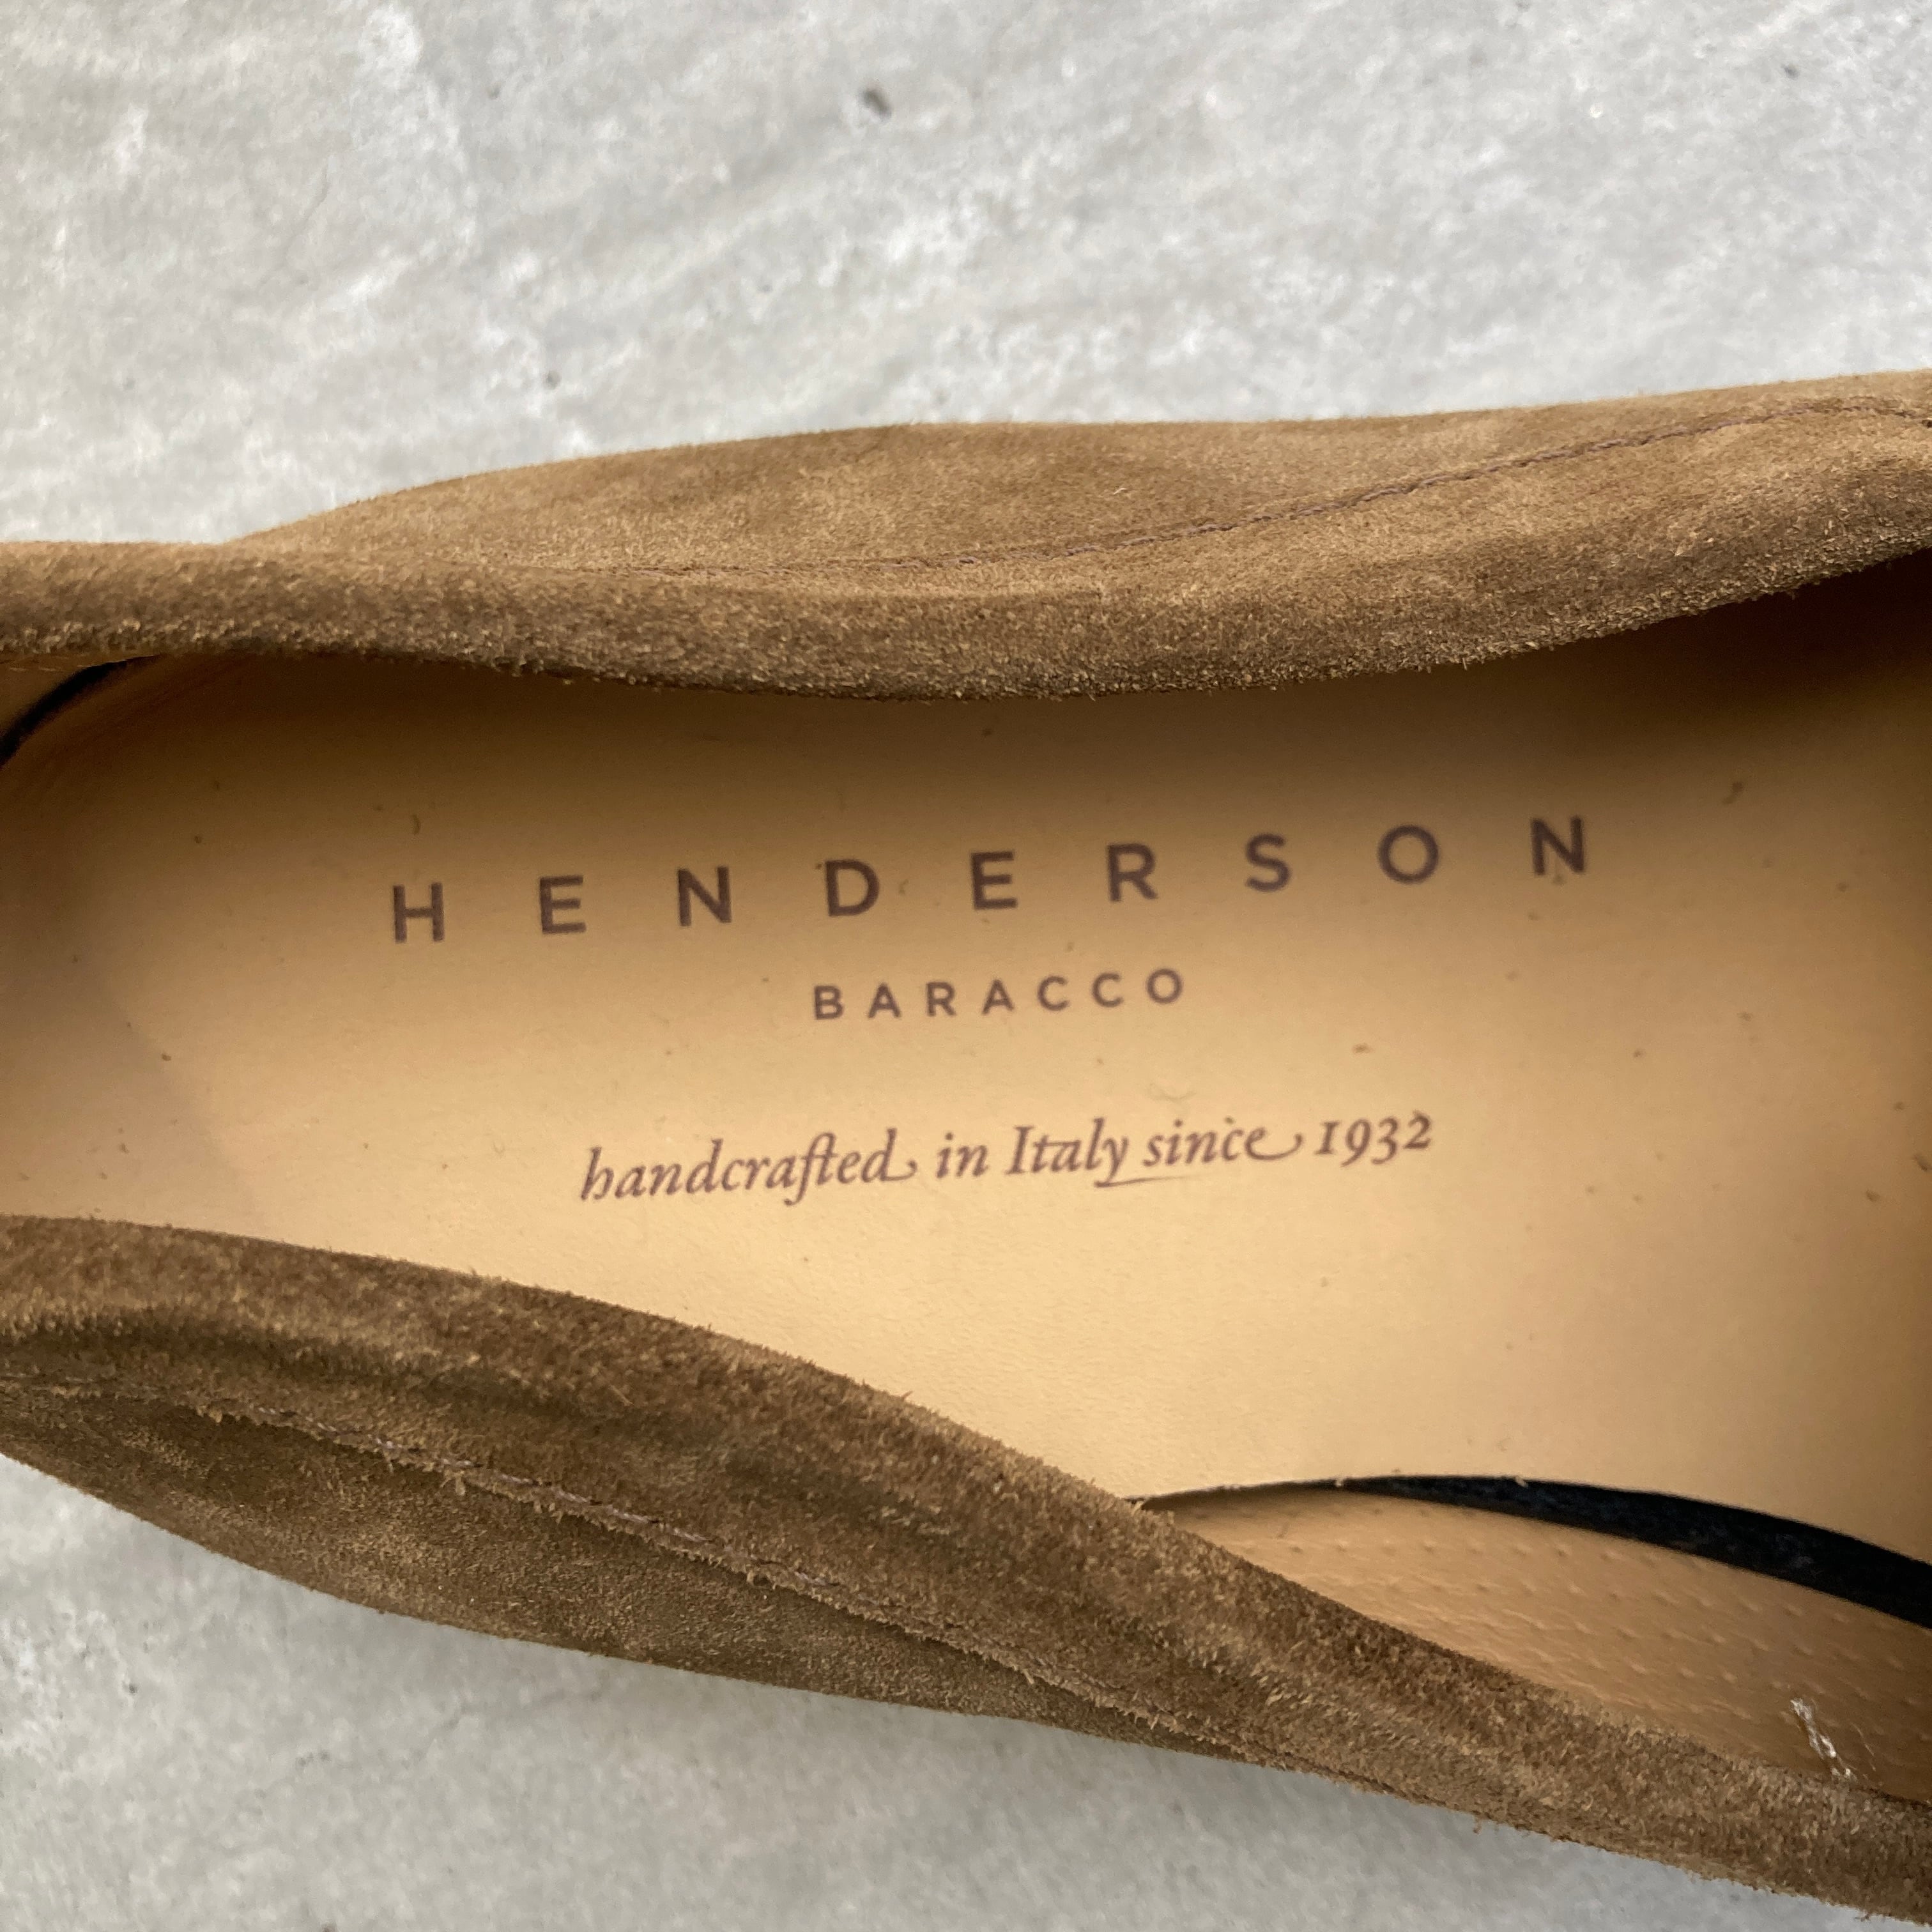 HENDERSON
BARACCO
handcrafted in Italy since 1932